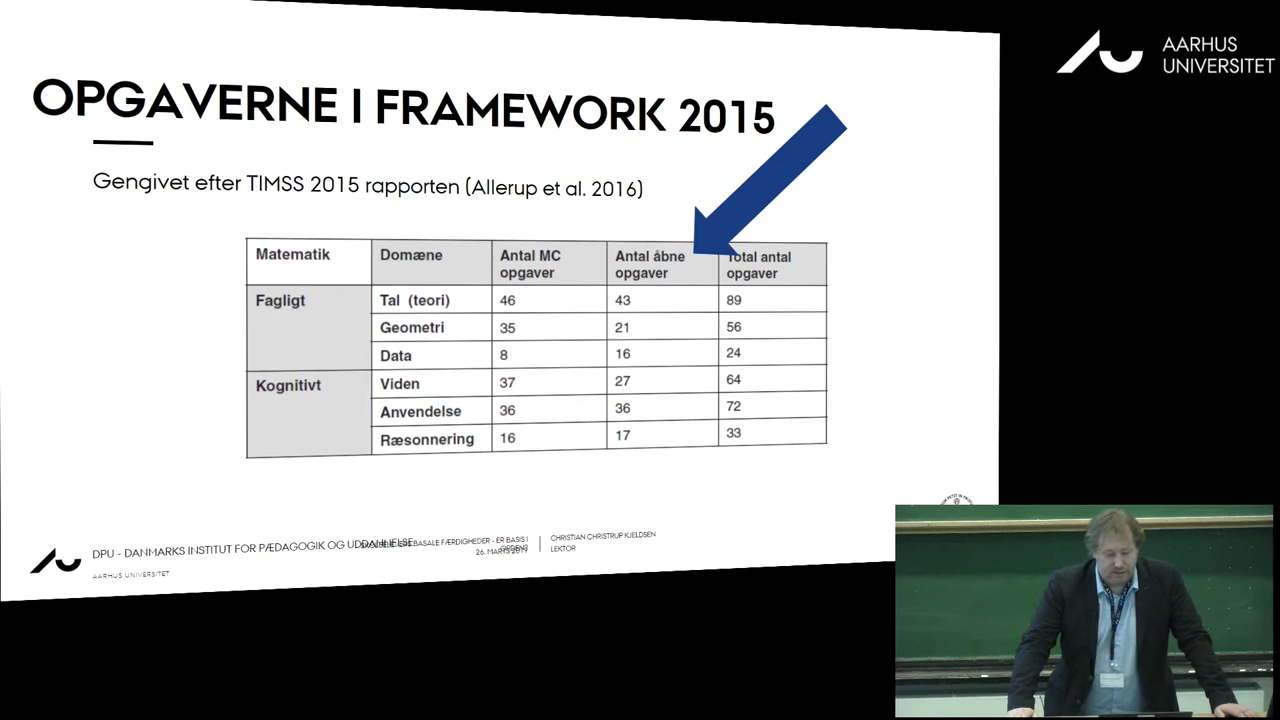 AARHUS
UNIVERSITET
OPGAVERNE I FRAMEWORK 2015
Gengivet efter TIMSS 2015 rapporten (Allerup et al. 2016)
Matematik Domæne Antal MC opgaver Antal åbne opgaver Total antal opgaver
Fagligt Tal (teori) 46 43 89
Geometri 35 21 56
Data 8 16 24
Kognitivt Viden 37 27 64
Anvendelse 36 36 72
Ræsonnering 16 17 33
DPU - DANMARKS INSTITUT FOR PÆDAGOGIK OG UDDANNELSE
AARHUS UNIVERSITET
BASALE FÆRDIGHEDER - ER BASIS I
26. MARTS
CHRISTIAN CHRISTRUP KJELDSEN
LEKTOR